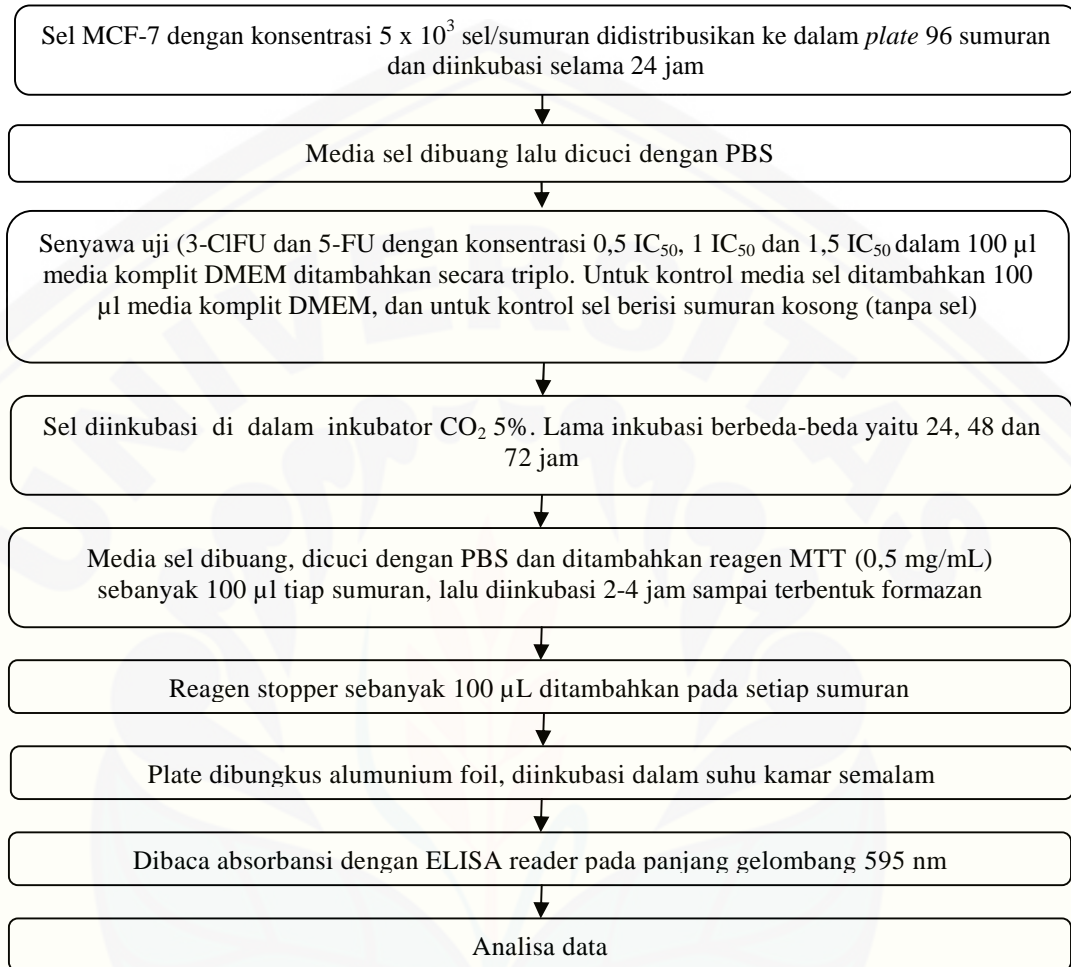 Sel MCF-7 dengan konsentrasi 5 x 10³ sel/sumuran didistribusikan ke dalam plate 96 sumuran
dan diinkubasi selama 24 jam
Media sel dibuang lalu dicuci dengan PBS
Senyawa uji (3-ClFU dan 5-FU dengan konsentrasi 0,5 IC₅₀, 1 IC₅₀ dan 1,5 IC₅₀ dalam 100 µl
media komplit DMEM ditambahkan secara triplo. Untuk kontrol media sel ditambahkan 100
µl media komplit DMEM, dan untuk kontrol sel berisi sumuran kosong (tanpa sel)
Sel diinkubasi di dalam inkubator CO₂ 5%. Lama inkubasi berbeda-beda yaitu 24, 48 dan
72 jam
Media sel dibuang, dicuci dengan PBS dan ditambahkan reagen MTT (0,5 mg/mL)
sebanyak 100 µl tiap sumuran, lalu diinkubasi 2-4 jam sampai terbentuk formazan
Reagen stopper sebanyak 100 µL ditambahkan pada setiap sumuran
Plate dibungkus alumunium foil, diinkubasi dalam suhu kamar semalam
Dibaca absorbansi dengan ELISA reader pada panjang gelombang 595 nm
Analisa data
UNIVERSITAS